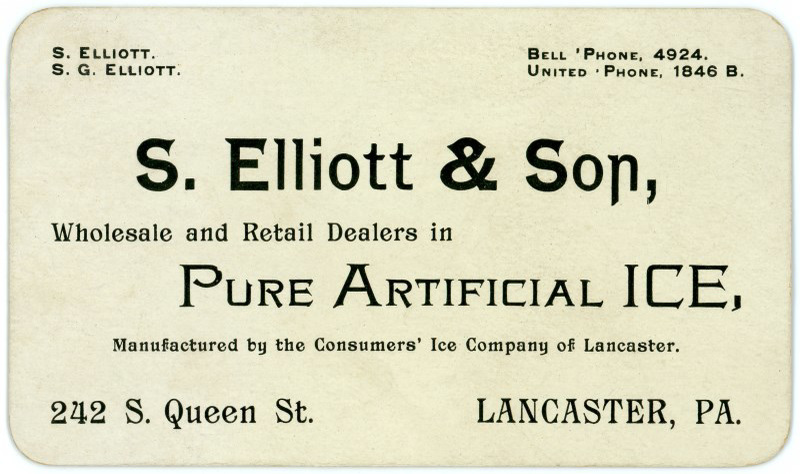 S. ELLIOTT.
S. G. ELLIOTT.
BELL 'PHONE, 4924.
UNITED 'PHONE, 1846 B.
S. Elliott & Son,
Wholesale and Retail Dealers in
PURE ARTIFICIAL ICE,
Manufactured by the Consumers' Ice Company of Lancaster.
242 S. Queen St. LANCASTER, PA.